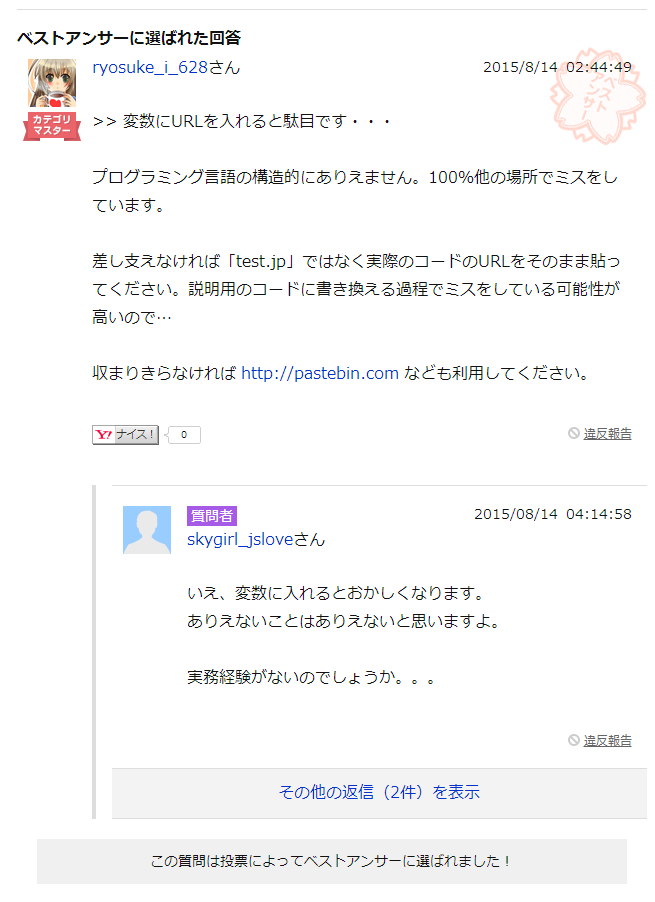 ベストアンサーに選ばれた回答
ryosuke_i_628さん
2015/8/14 02:44:49
ベスト
アンサー
カテゴリ
マスター
>> 変数にURLを入れると駄目です・・・
プログラミング言語の構造的にありえません。100%他の場所でミスをし
ています。
差し支えなければ「test.jp」ではなく実際のコードのURLをそのまま貼っ
てください。説明用のコードに書き換える過程でミスをしている可能性が
高いので…
収まりきらなければ http://pastebin.com なども利用してください。
Y! ナイス！ 0
違反報告
質問者
2015/08/14 04:14:58
skygirl_jsloveさん
いえ、変数に入れるとおかしくなります。
ありえないことはありえないと思いますよ。
実務経験がないのでしょうか。。。
違反報告
その他の返信（2件）を表示
この質問は投票によってベストアンサーに選ばれました！